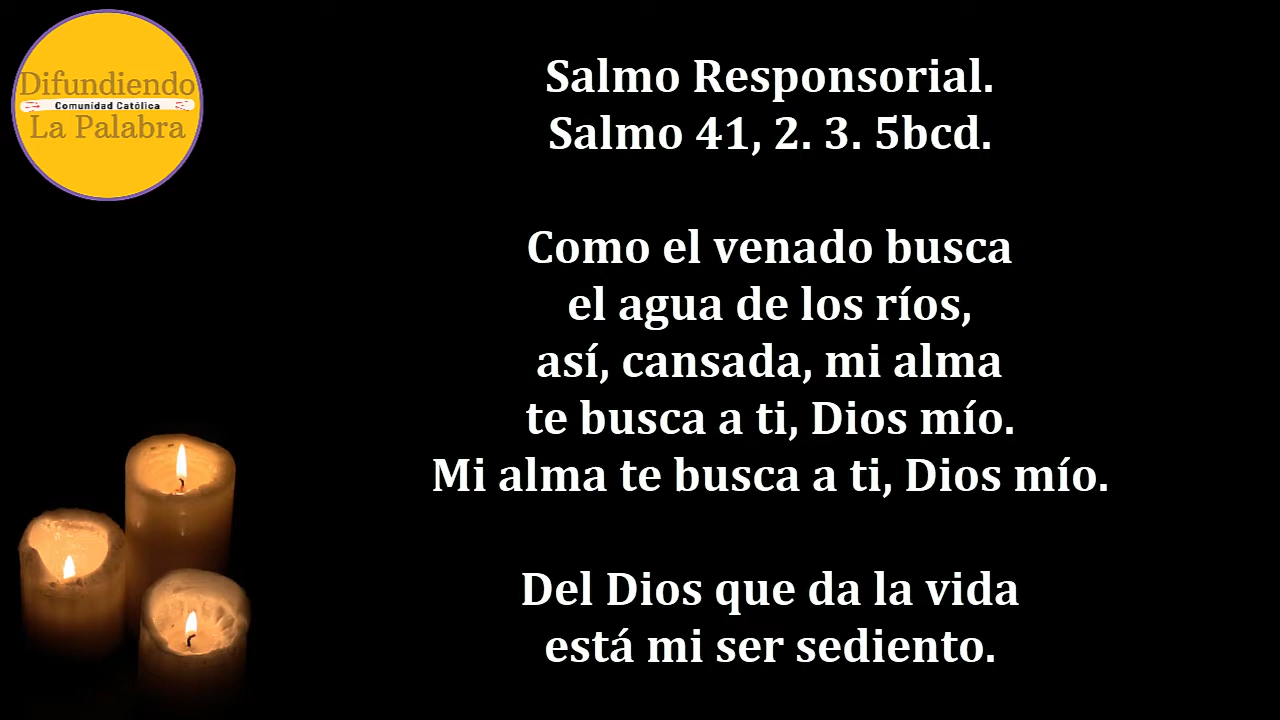 Difundiendo
Comunidad Católica
La Palabra
Salmo Responsorial.
Salmo 41, 2. 3. 5bcd.
Como el venado busca
el agua de los ríos,
así, cansada, mi alma
te busca a ti, Dios mío.
Mi alma te busca a ti, Dios mío.
Del Dios que da la vida
está mi ser sediento.